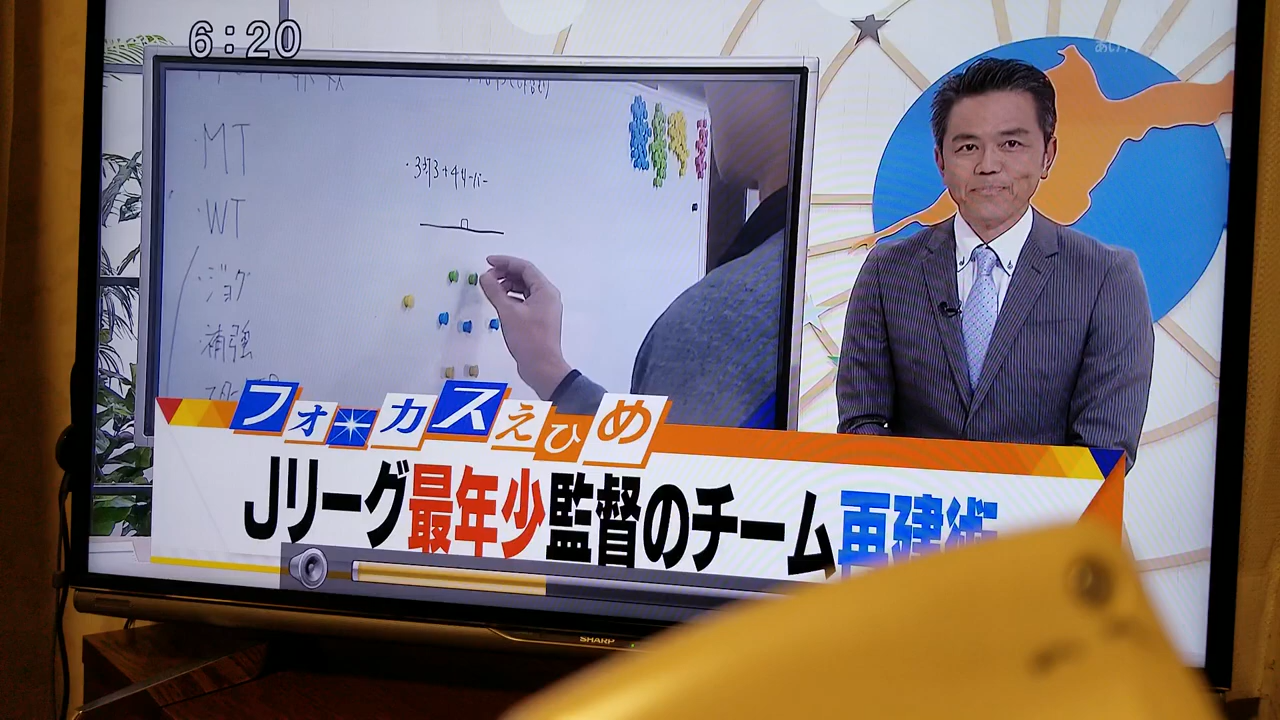 6:20
MT
・3対3+4サーバー
WT
・ジョグ
・補強
フォーカスえひめ
Jリーグ最年少監督のチーム再建術
SHARP